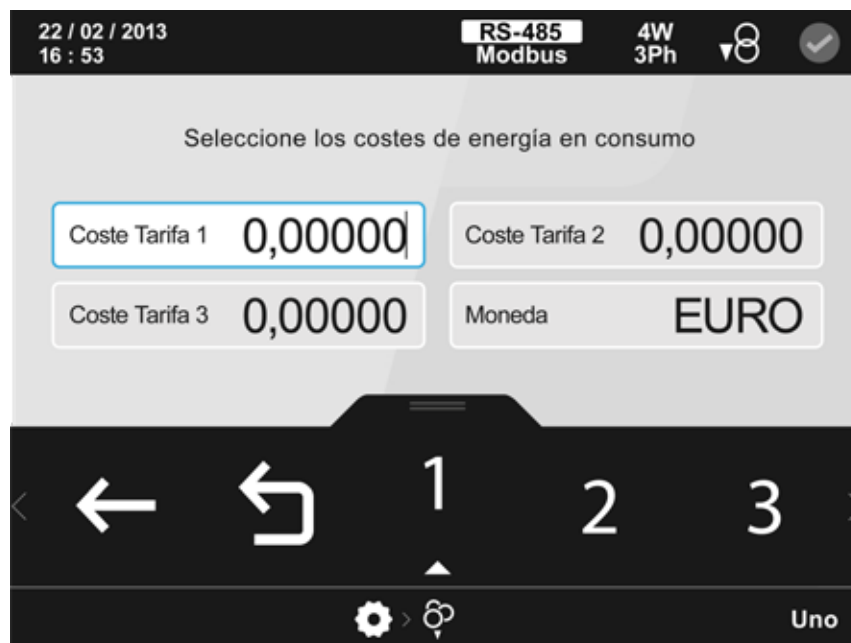 22 / 02 / 2013
16 : 53
RS-485
Modbus
4W
3Ph
Seleccione los costes de energía en consumo
Coste Tarifa 1 0,00000
Coste Tarifa 2 0,00000
Coste Tarifa 3 0,00000
Moneda EURO
1 2 3
Uno